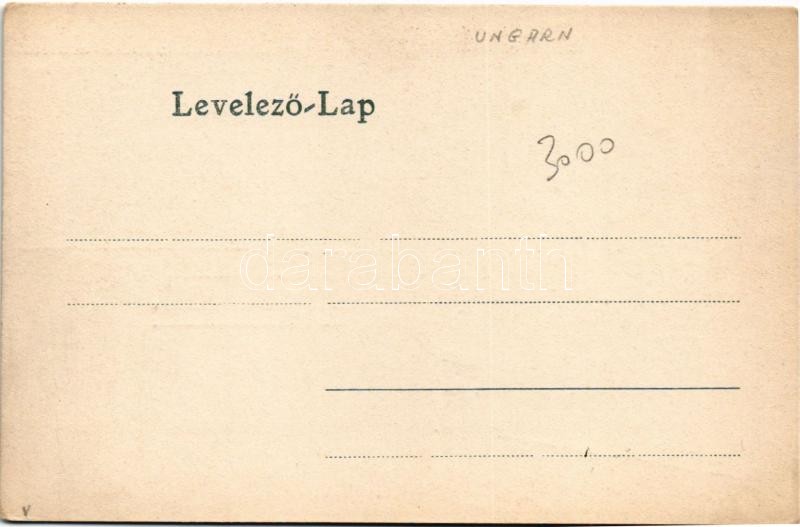 UNGARN
Levelező-Lap
3000
darabanth
v